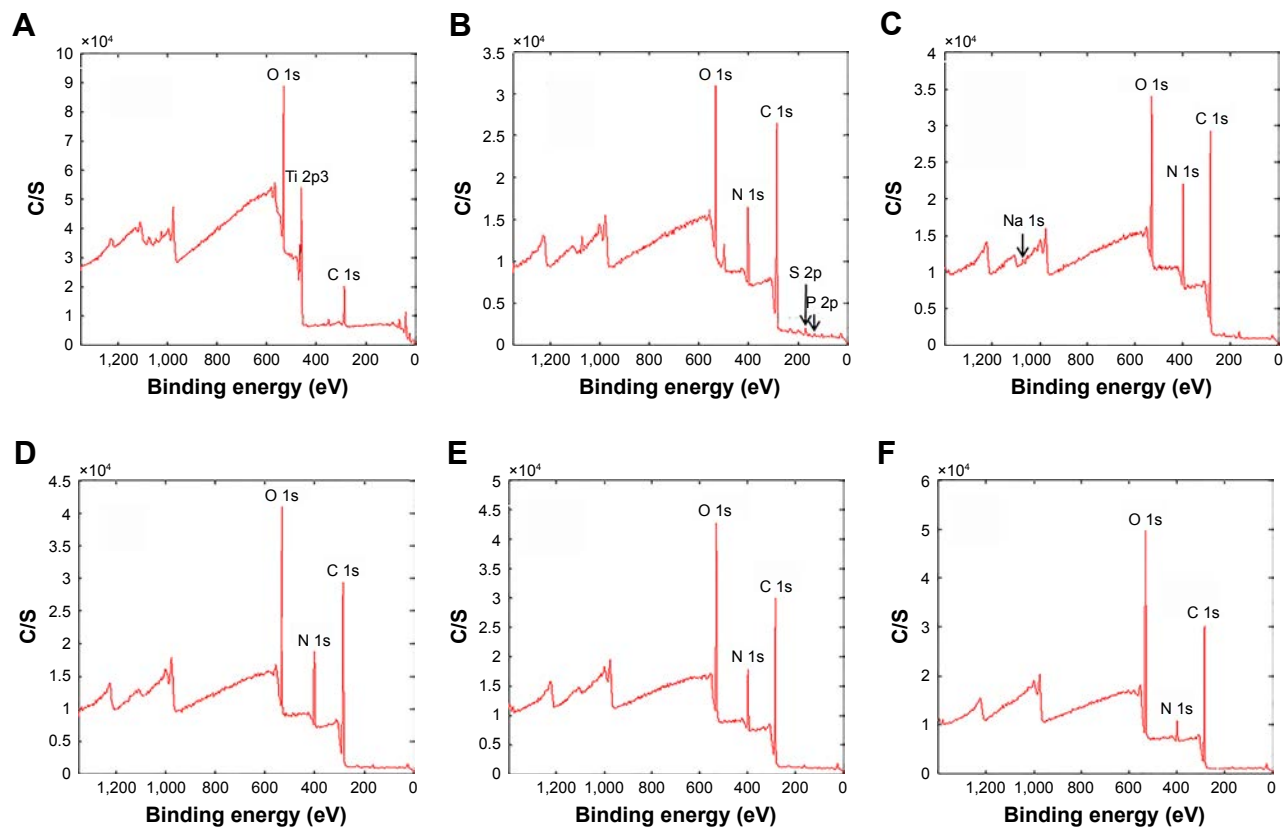 A
×10⁴
10
9
8
7
6
5
4
3
2
1
0
C/S
O 1s
Ti 2p3
C 1s
1,200 1,000 800 600 400 200 0
Binding energy (eV)
B
×10⁴
3.5
3
2.5
2
1.5
1
0.5
0
C/S
O 1s
C 1s
N 1s
S 2p
P 2p
1,200 1,000 800 600 400 200 0
Binding energy (eV)
C
×10⁴
4
3.5
3
2.5
2
1.5
1
0.5
0
C/S
O 1s
C 1s
N 1s
Na 1s
1,200 1,000 800 600 400 200 0
Binding energy (eV)
D
×10⁴
4.5
4
3.5
3
2.5
2
1.5
1
0.5
0
C/S
O 1s
C 1s
N 1s
1,200 1,000 800 600 400 200 0
Binding energy (eV)
E
×10⁴
5
4.5
4
3.5
3
2.5
2
1.5
1
0.5
0
C/S
O 1s
C 1s
N 1s
1,200 1,000 800 600 400 200 0
Binding energy (eV)
F
×10⁴
6
5
4
3
2
1
0
C/S
O 1s
C 1s
N 1s
1,200 1,000 800 600 400 200 0
Binding energy (eV)